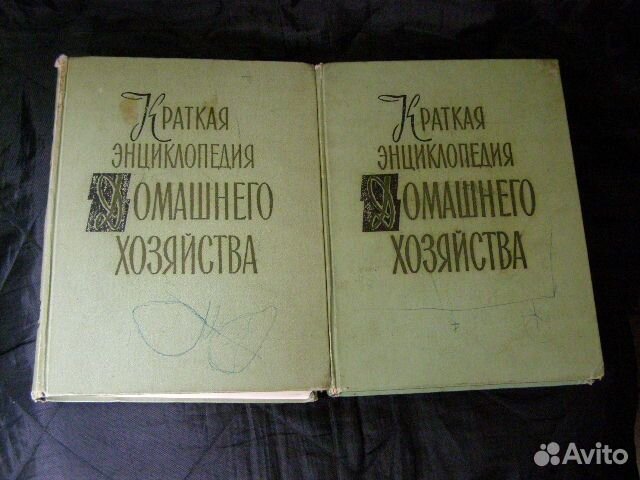 КРАТКАЯ
ЭНЦИКЛОПЕДИЯ
ДОМАШНЕГО
ХОЗЯЙСТВА
КРАТКАЯ
ЭНЦИКЛОПЕДИЯ
ДОМАШНЕГО
ХОЗЯЙСТВА
Avito